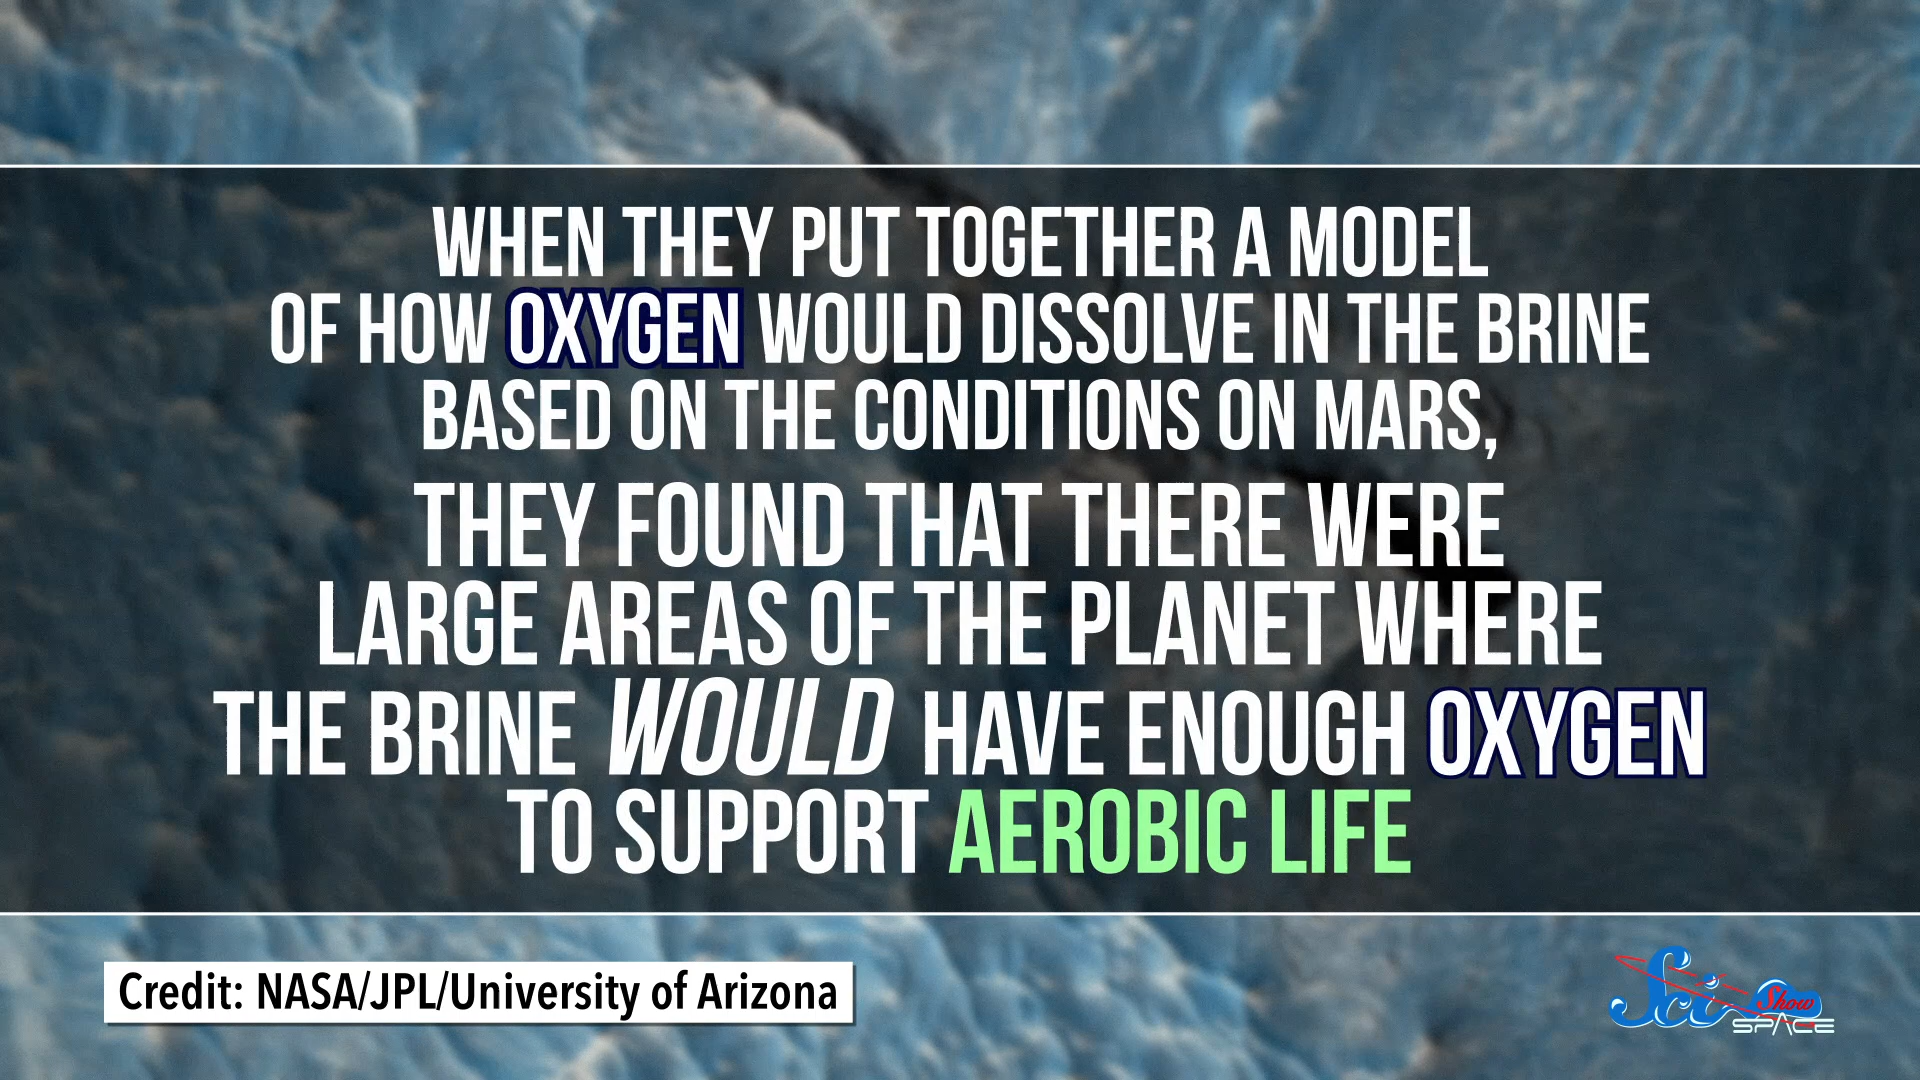 WHEN THEY PUT TOGETHER A MODEL
OF HOW OXYGEN WOULD DISSOLVE IN THE BRINE
BASED ON THE CONDITIONS ON MARS,
THEY FOUND THAT THERE WERE
LARGE AREAS OF THE PLANET WHERE
THE BRINE WOULD HAVE ENOUGH OXYGEN
TO SUPPORT AEROBIC LIFE
Credit: NASA/JPL/University of Arizona
Sci Show
SPACE